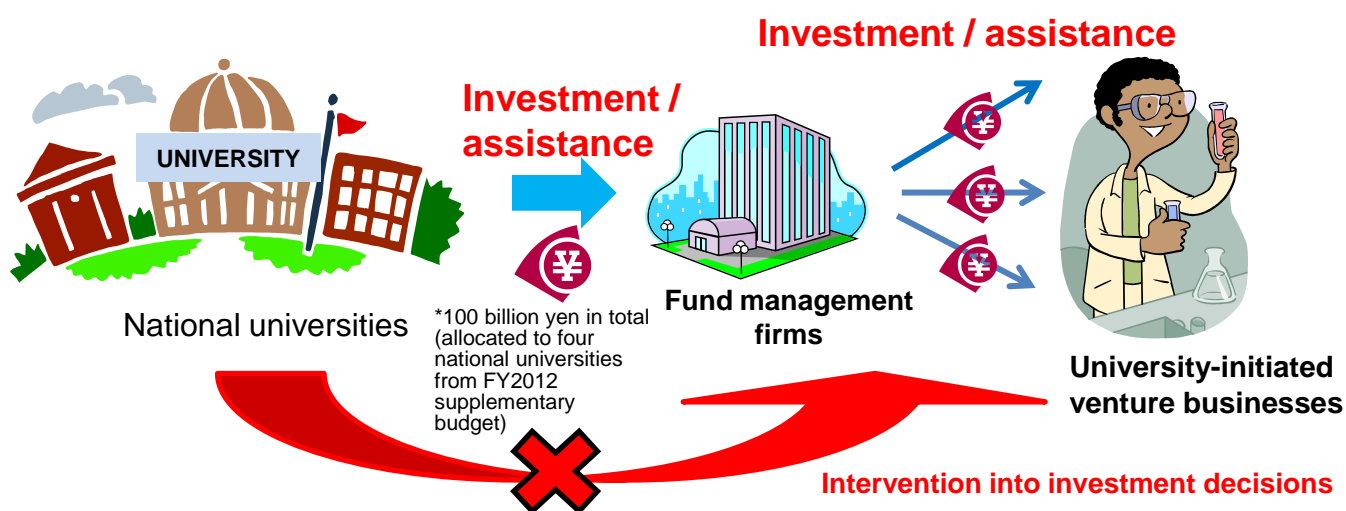 Investment / assistance
Investment /
assistance
UNIVERSITY
¥
¥
¥
¥
National universities
*100 billion yen in total
(allocated to four
national universities
from FY2012
supplementary
budget)
Fund management
firms
University-initiated
venture businesses
Intervention into investment decisions